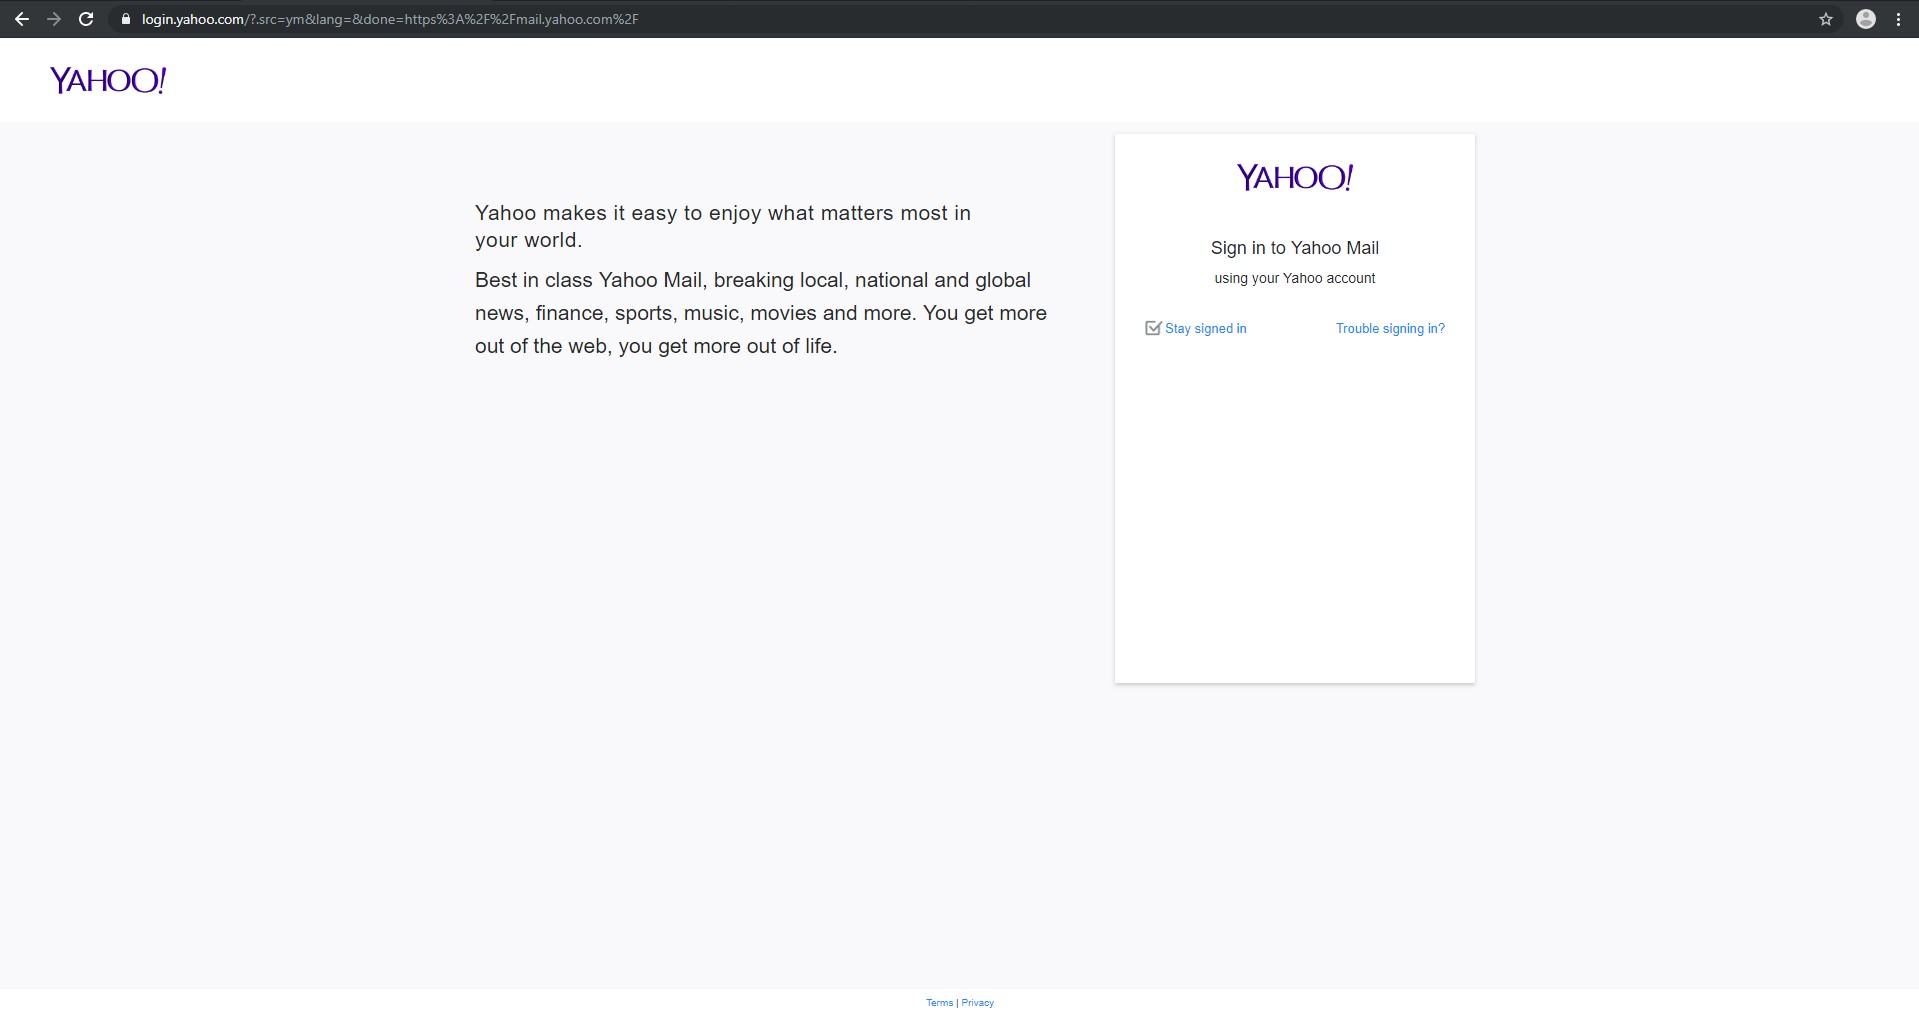 login.yahoo.com/?.src=ym&lang=&done=https%3A%2F%2Fmail.yahoo.com%2F
YAHOO!
Yahoo makes it easy to enjoy what matters most in
your world.
Best in class Yahoo Mail, breaking local, national and global
news, finance, sports, music, movies and more. You get more
out of the web, you get more out of life.
YAHOO!
Sign in to Yahoo Mail
using your Yahoo account
Stay signed in
Trouble signing in?
Terms | Privacy